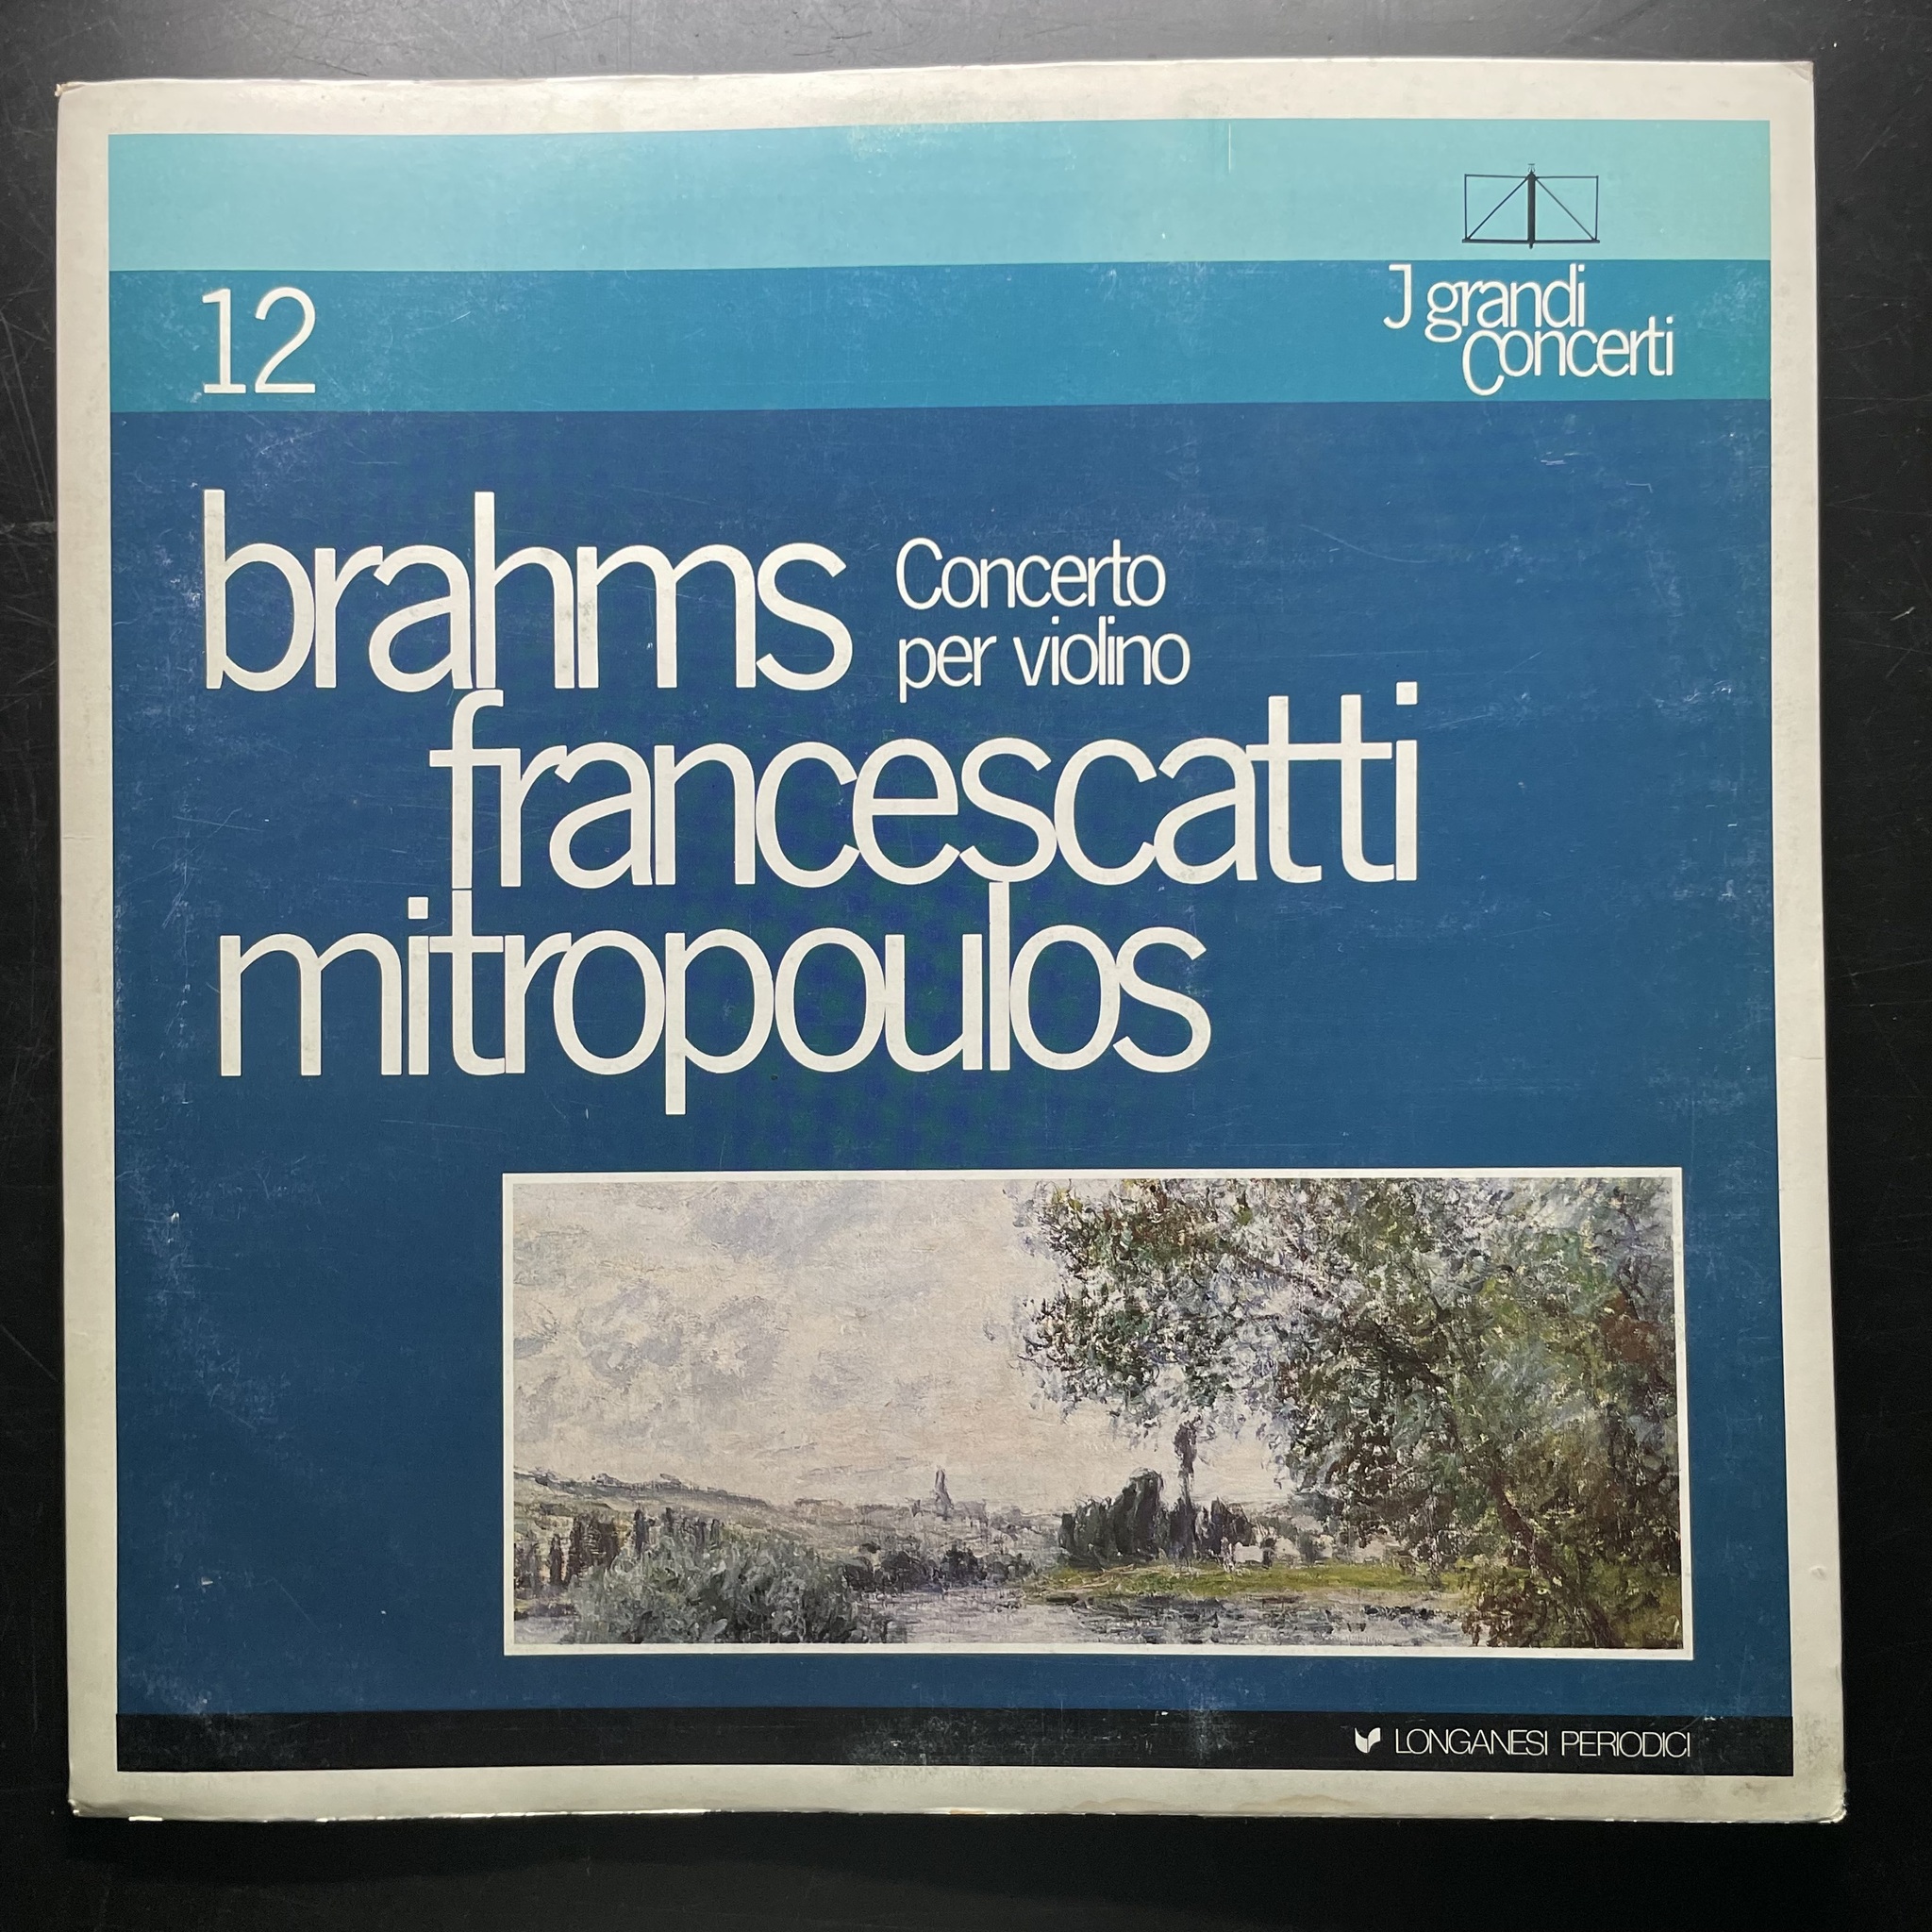 12
J grandi
concerti
brahms
Concerto
per violino
francescatti
mitropoulos
LONGANESI PERIODICI